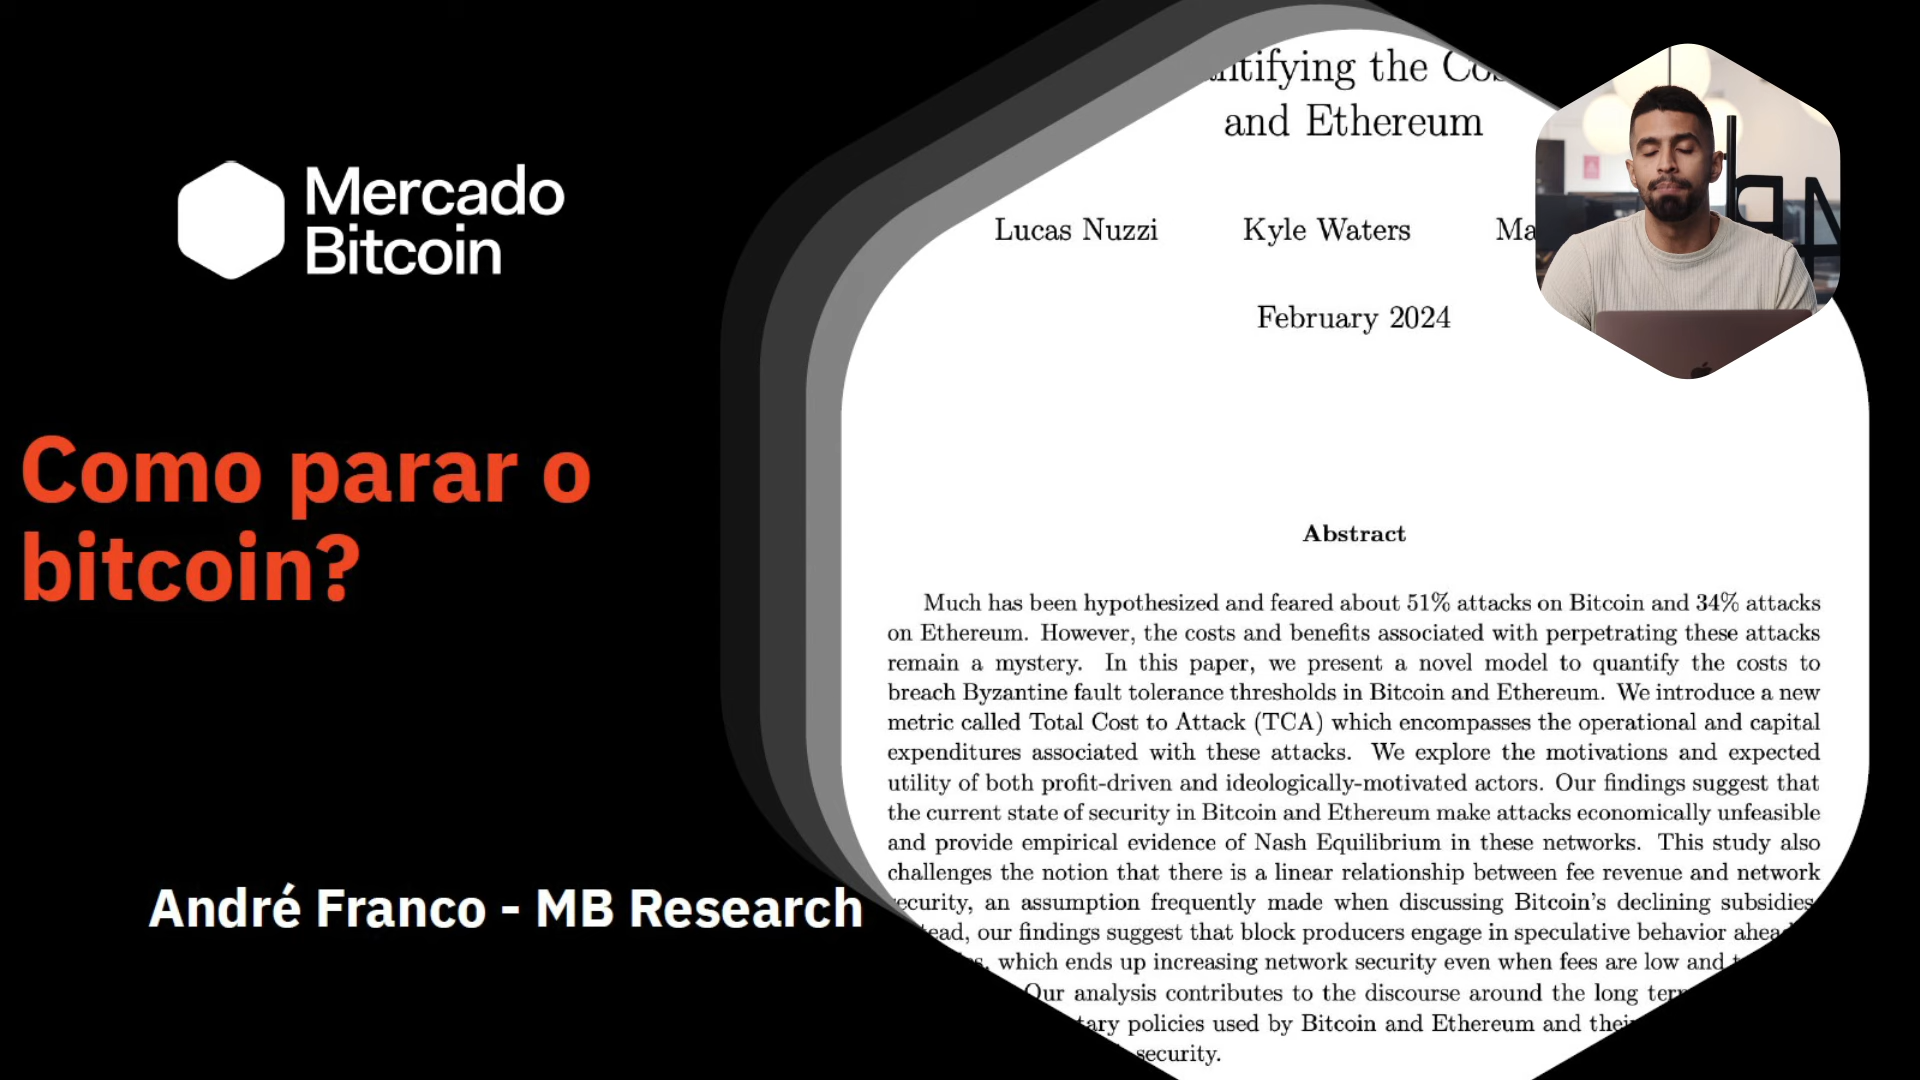 Mercado
Bitcoin
Como parar o
bitcoin?
André Franco - MB Research
and Ethereum
Lucas Nuzzi Kyle Waters
February 2024
Abstract
Much has been hypothesized and feared about 51% attacks on Bitcoin and 34% attacks
on Ethereum. However, the costs and benefits associated with perpetrating these attacks
remain a mystery. In this paper, we present a novel model to quantify the costs to
breach Byzantine fault tolerance thresholds in Bitcoin and Ethereum. We introduce a new
metric called Total Cost to Attack (TCA) which encompasses the operational and capital
expenditures associated with these attacks. We explore the motivations and expected
utility of both profit-driven and ideologically-motivated actors. Our findings suggest that
the current state of security in Bitcoin and Ethereum make attacks economically unfeasible
and provide empirical evidence of Nash Equilibrium in these networks. This study also
challenges the notion that there is a linear relationship between fee revenue and network
security, an assumption frequently made when discussing Bitcoin's declining subsidies.
our findings suggest that block producers engage in speculative behavior
which ends up increasing network security even when fees are low and
Our analysis contributes to the discourse around the long
policies used by Bitcoin and Ethereum and
security.